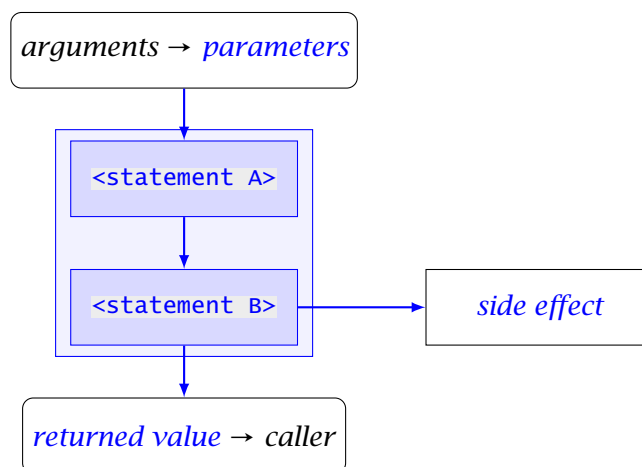 arguments → parameters
<statement A>
<statement B>
side effect
returned value → caller